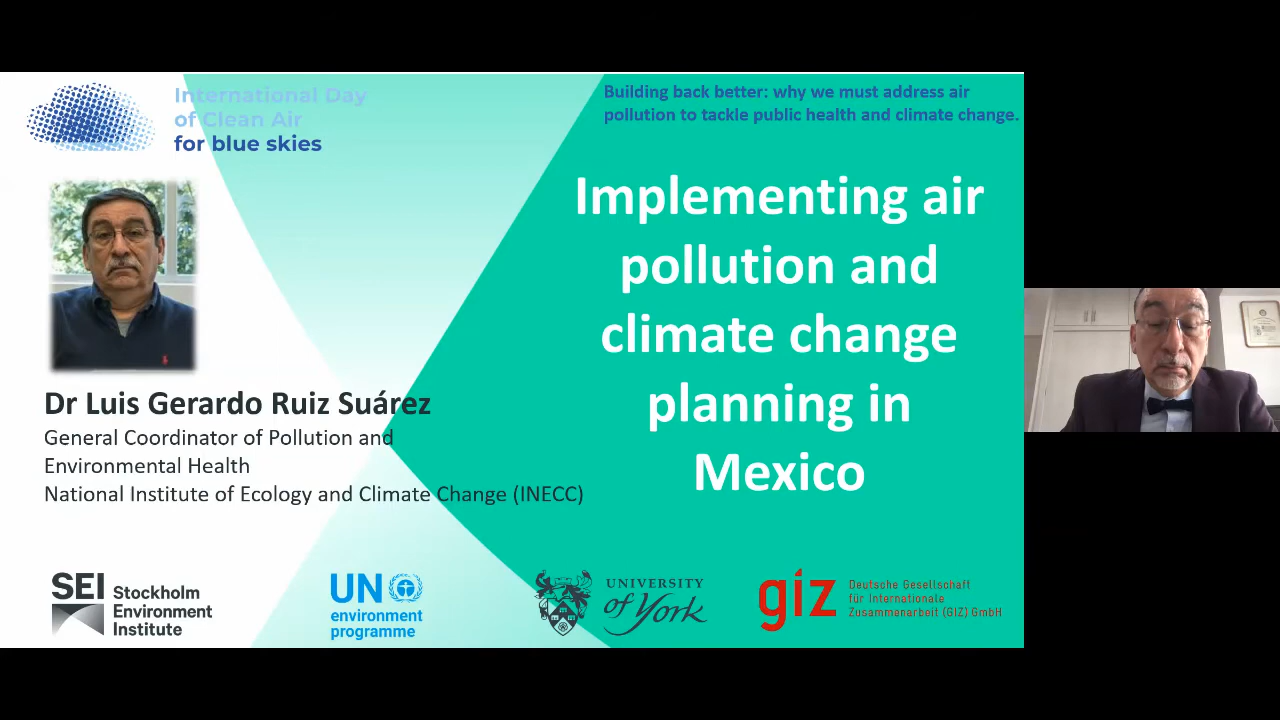 International Day
of Clean Air
for blue skies
Building back better: why we must address air
pollution to tackle public health and climate change.
Implementing air
pollution and
climate change
planning in
Mexico
Dr Luis Gerardo Ruiz Suárez
General Coordinator of Pollution and
Environmental Health
National Institute of Ecology and Climate Change (INECC)
SEI Stockholm
Environment
Institute
UN
environment
programme
UNIVERSITY
of York
giz Deutsche Gesellschaft
für Internationale
Zusammenarbeit (GIZ) GmbH